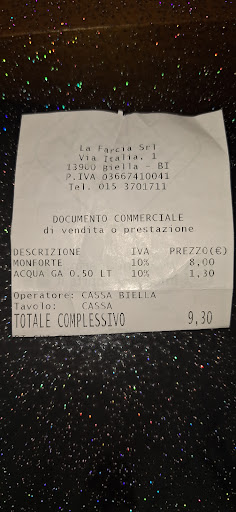 La Farcia Srl
Via Italia, 1
13900 Biella - BI
P.IVA 03667410041
Tel. 015 3701711
DOCUMENTO COMMERCIALE
di vendita o prestazione
DESCRIZIONE IVA PREZZO(€)
MONFORTE 10% 8,00
ACQUA GA 0.50 LT 10% 1,30
Operatore: CASSA BIELLA
Tavolo: CASSA
TOTALE COMPLESSIVO 9,30